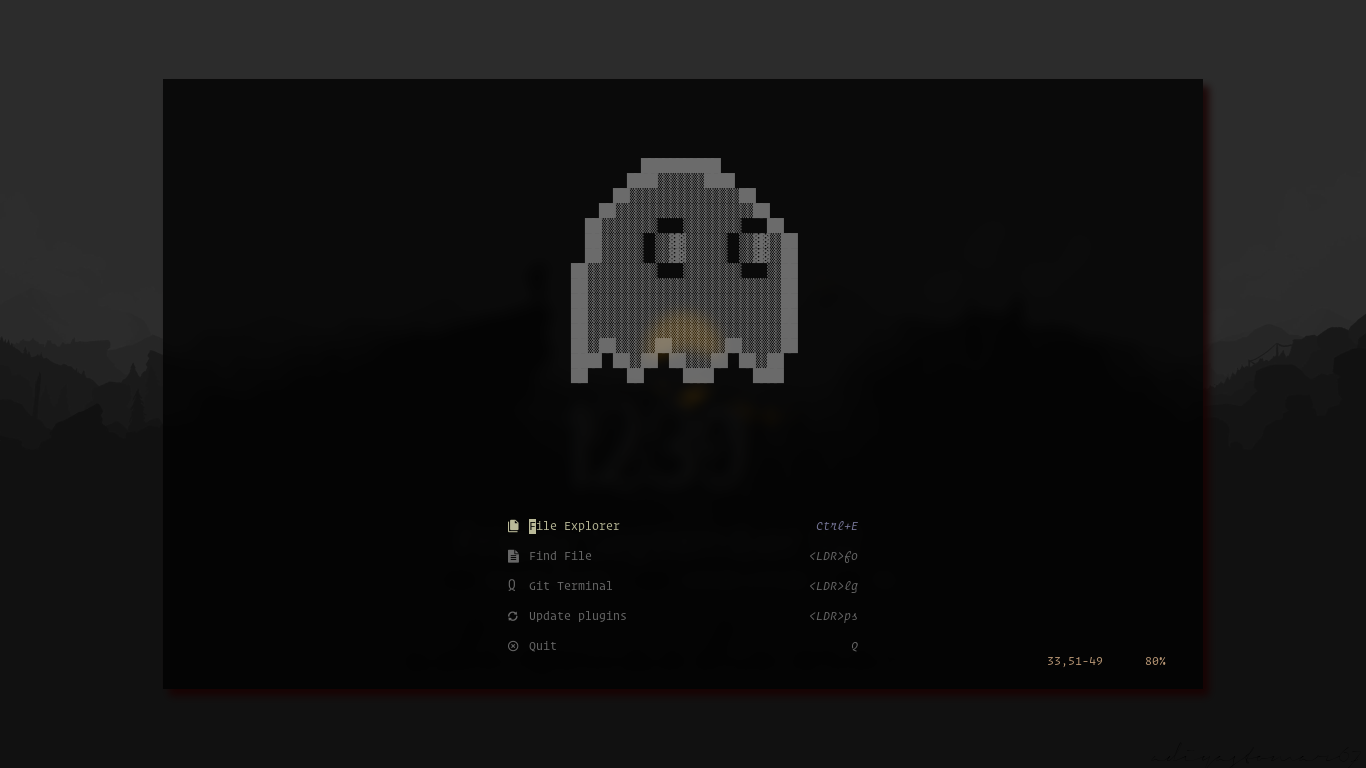 File Explorer Ctrl+E
Find File <LDR>fo
Git Terminal <LDR>lg
Update plugins <LDR>ps
Quit Q
33,51-49 80%